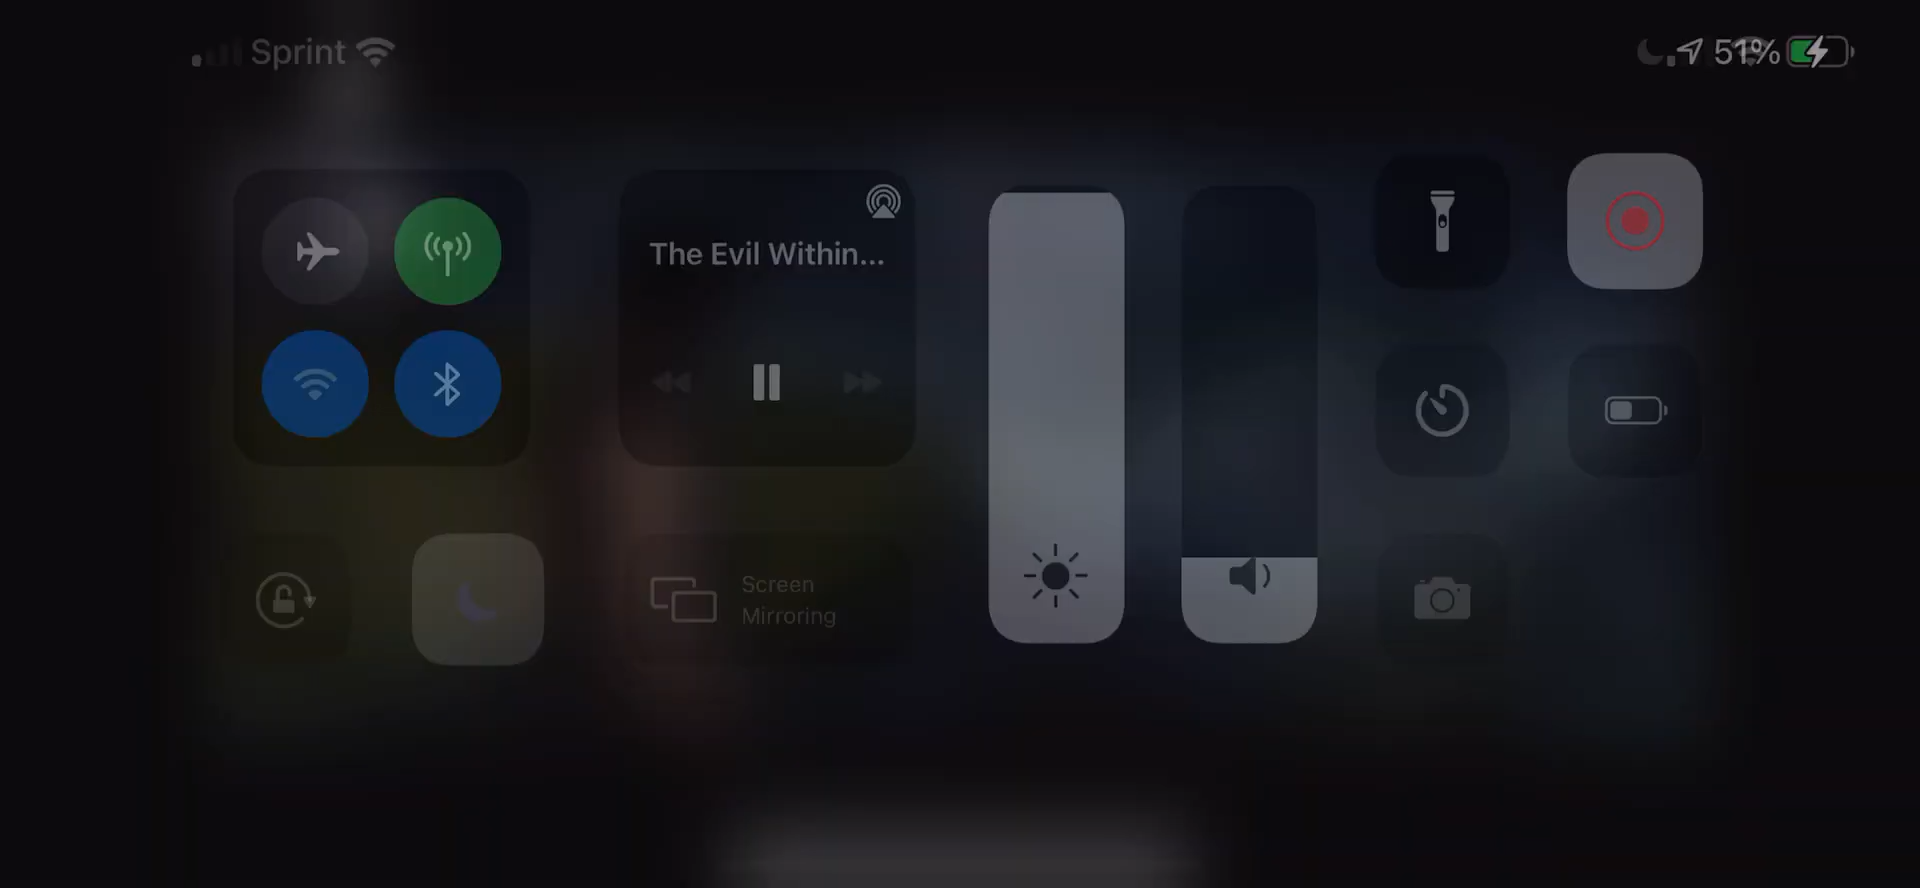 Sprint
51%
The Evil Within...
Screen
Mirroring